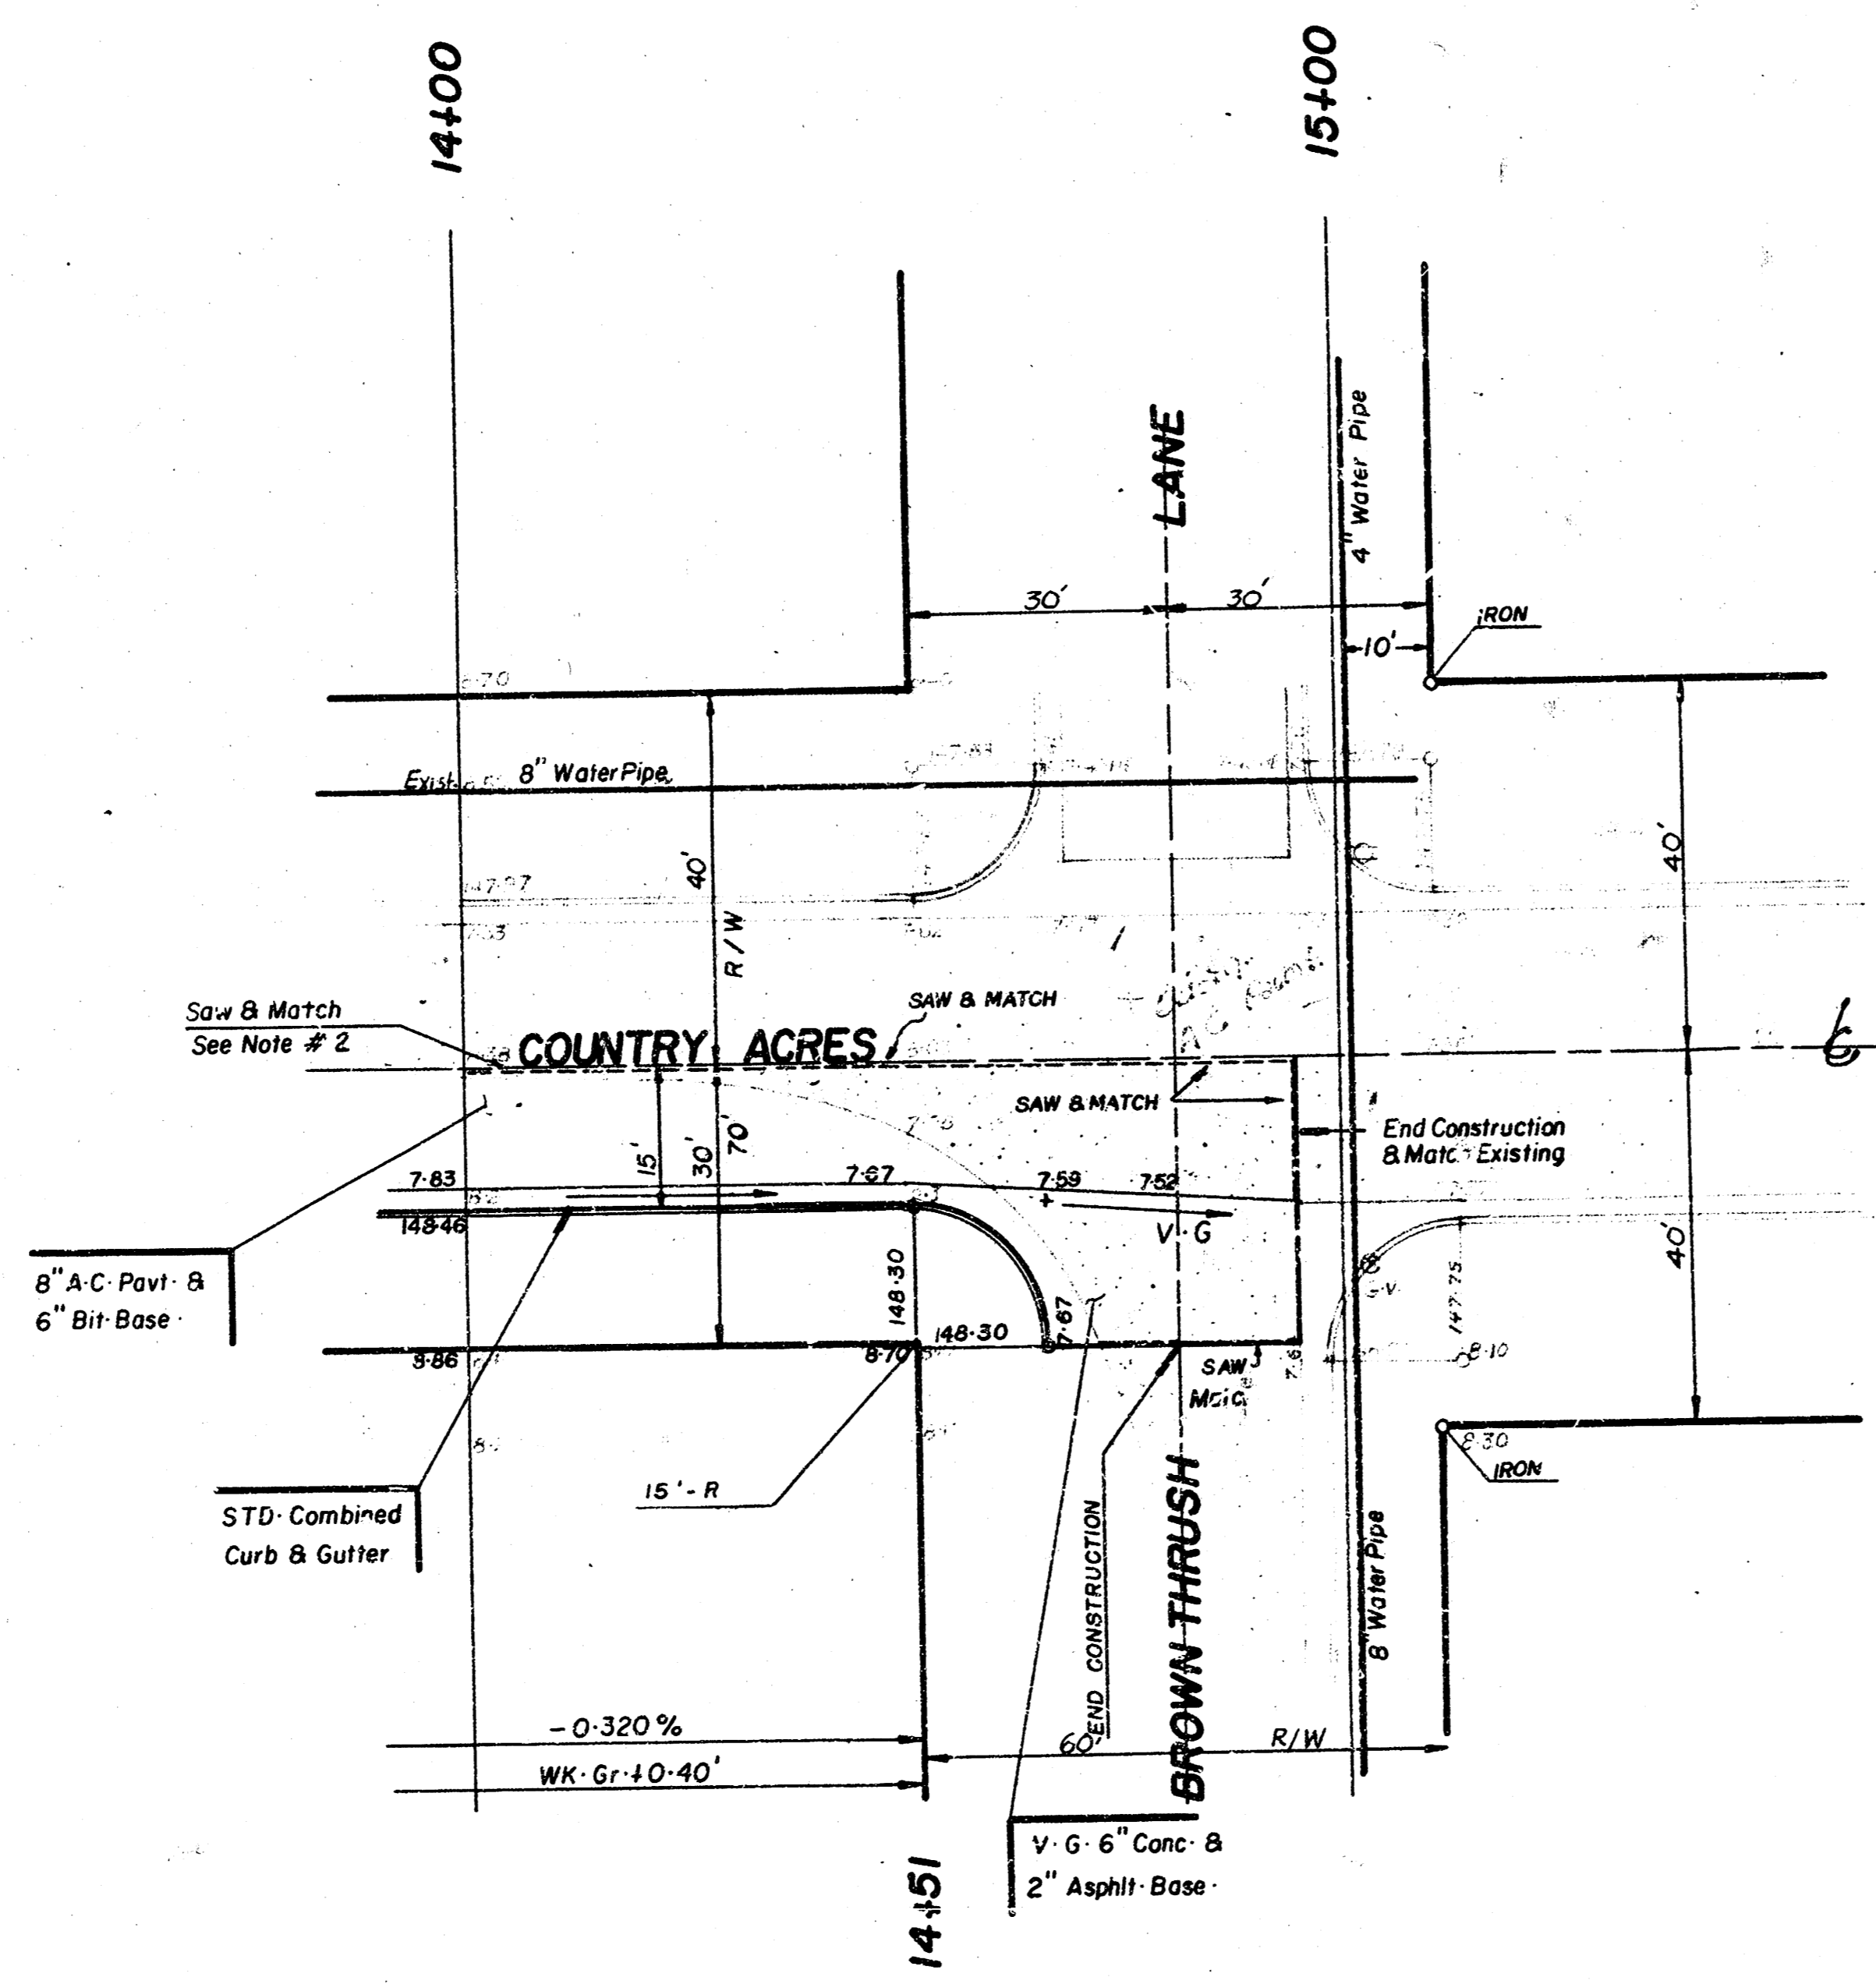 14+00
15+00
LANE
4" Water Pipe
30'
30'
IRON
10'
Exist.
8" Water Pipe
40'
40'
147.97
R/W
Saw & Match
See Note # 2
SAW & MATCH
COUNTRY ACRES
SAW & MATCH
End Construction
& Matc Existing
15'
30'
70'
7.83
7.67
7.59
7.52
148.46
V.G
148.30
148.30
7.67
147.75
40'
8" A.C. Pavt. &
6" Bit. Base.
8.86
8.70
SAW
8.10
8.30
IRON
15'-R
STD. Combined
Curb & Gutter
END CONSTRUCTION
BROWN THRUSH
8" Water Pipe
-0.320%
60'
R/W
WK. Gr. +0.40'
V.G. 6" Conc. &
2" Asphlt. Base.
14+51